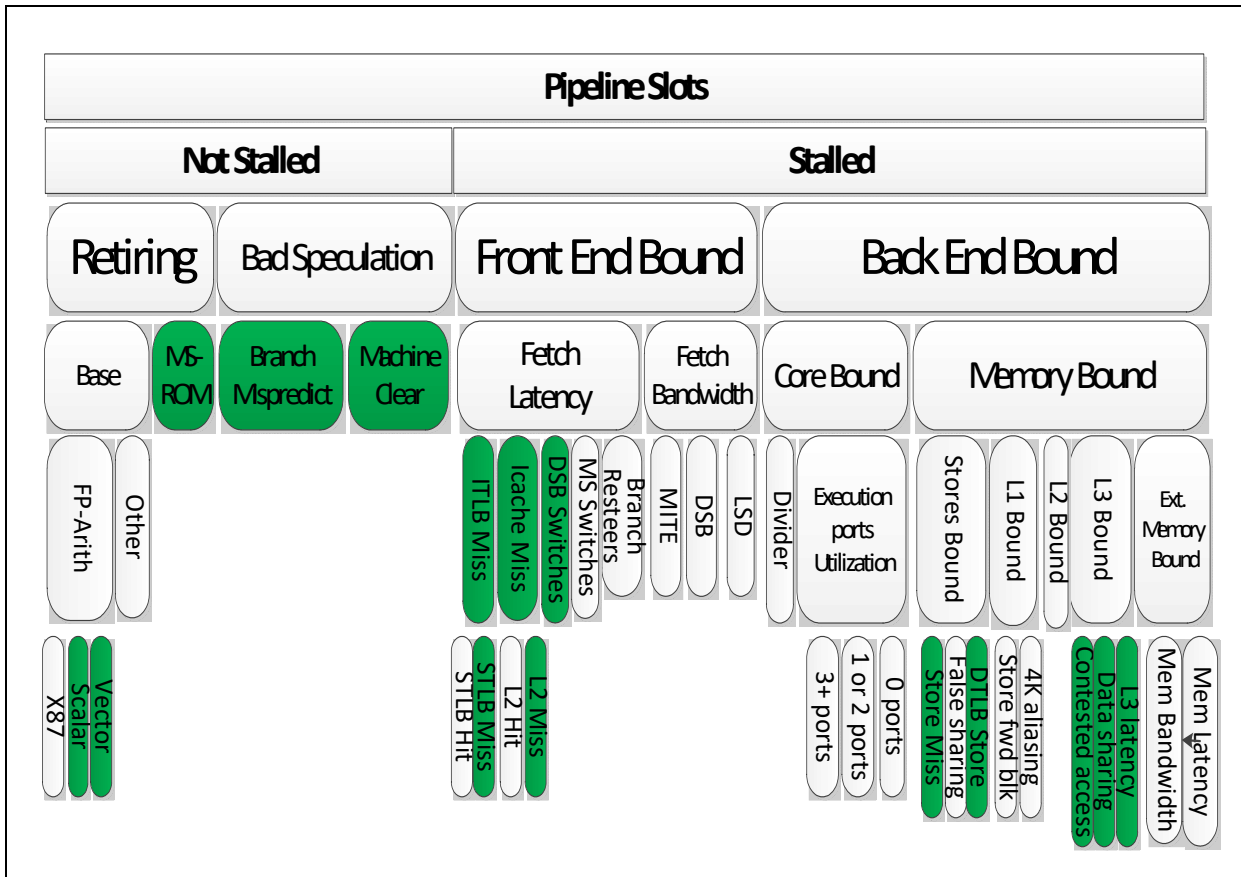 Pipeline Slots
Not Stalled
Stalled
Retiring
Bad Speculation
Front End Bound
Back End Bound
Base
MS-
ROM
Branch
Mispredict
Machine
Clear
Fetch
Latency
Fetch
Bandwidth
Core Bound
Memory Bound
FP-Arith
Other
ITLB Miss
Icache Miss
DSB Switches
MS Switches
Branch
Resteers
MITE
DSB
LSD
Divider
Execution
ports
Utilization
Stores Bound
L1 Bound
L2 Bound
L3 Bound
Ext.
Memory
Bound
X87
Scalar
Vector
STLB Hit
STLB Miss
L2 Hit
L2 Miss
3+ ports
1 or 2 ports
0 ports
Store Miss
False sharing
DTLB Store
Store fwd blk
4K aliasing
Contested access
Data sharing
L3 latency
Mem Bandwidth
Mem Latency